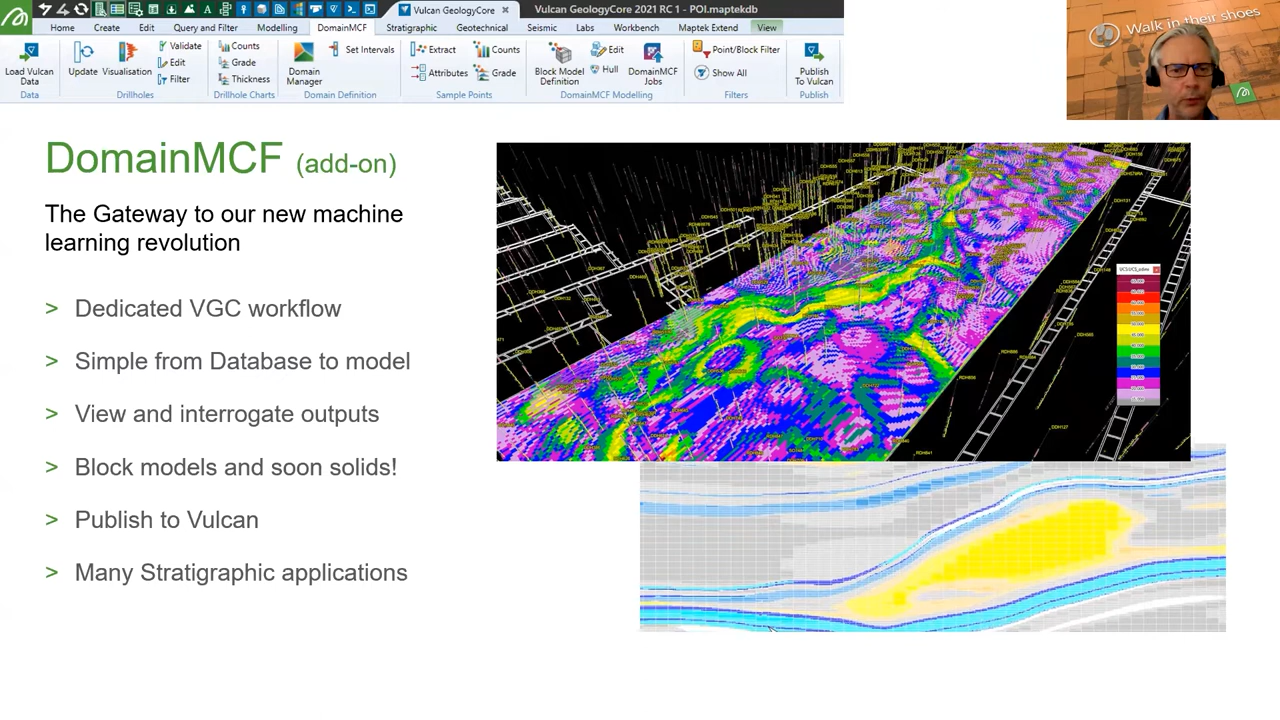 Vulcan GeologyCore
Vulcan GeologyCore 2021 RC 1 - POI.maptekdb
Home Create Query and Filter Modelling DomainMCF Stratigraphic Geotechnical Seismic Labs Workbench Maptek Extend View
Load Vulcan Data
Update
Visualisation
Validate
Edit
Filter
Counts
Grade
Thickness
Domain Manager
Set Intervals
Extract
Attributes
Counts
Grade
Block Model Definition
Edit
Hull
DomainMCF Jobs
Point/Block Filter
Show All
Publish To Vulcan
Data Drillholes Drillhole Charts Domain Definition Sample Points DomainMCF Modelling Filters Publish
Walk in their shoes
DomainMCF (add-on)
The Gateway to our new machine
learning revolution
> Dedicated VGC workflow
> Simple from Database to model
> View and interrogate outputs
> Block models and soon solids!
> Publish to Vulcan
> Many Stratigraphic applications